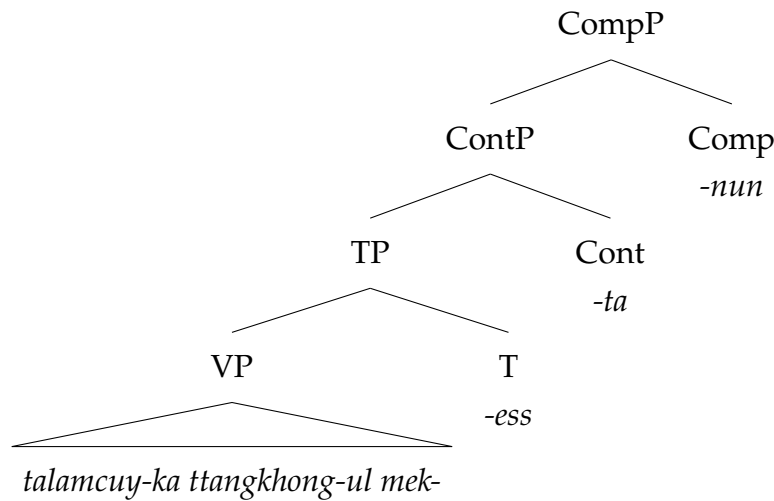 CompP
ContP Comp
-nun
TP Cont
-ta
VP T
-ess
talamcuy-ka ttangkhong-ul mek-